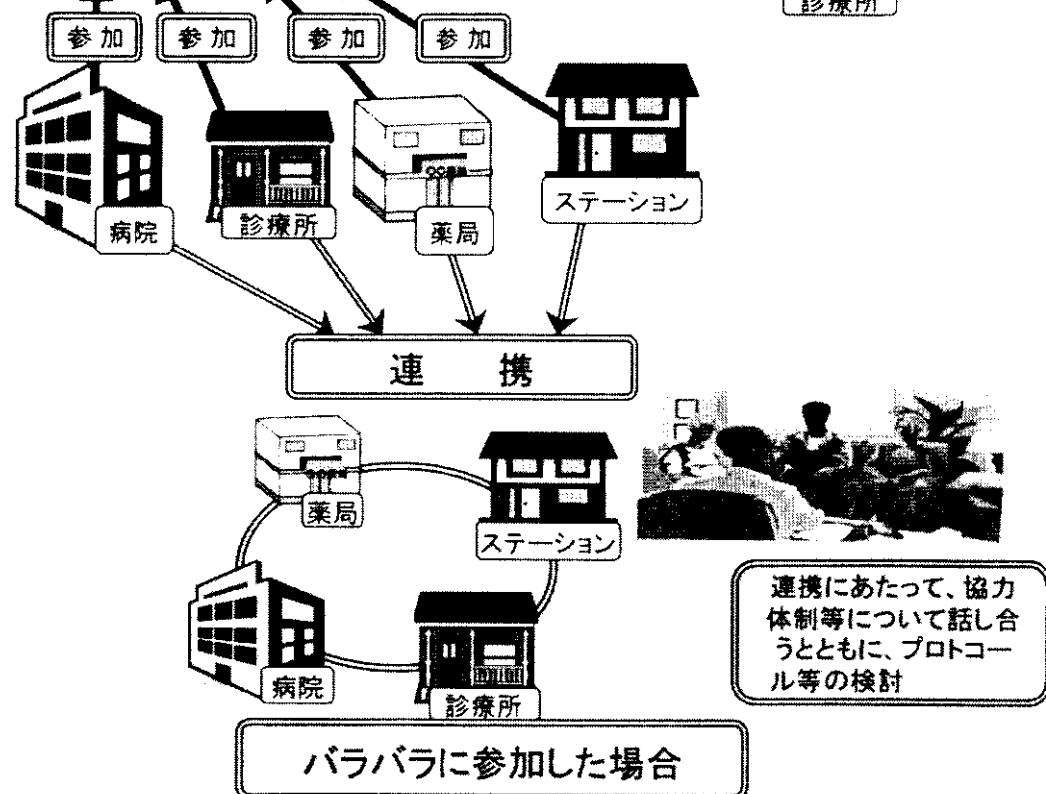 診療所
参加
参加
参加
参加
病院
診療所
薬局
ステーション
連携
薬局
ステーション
病院
診療所
連携にあたって、協力
体制等について話し合
うとともに、プロトコー
ル等の検討
バラバラに参加した場合